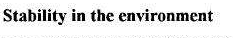 Stability in the environment